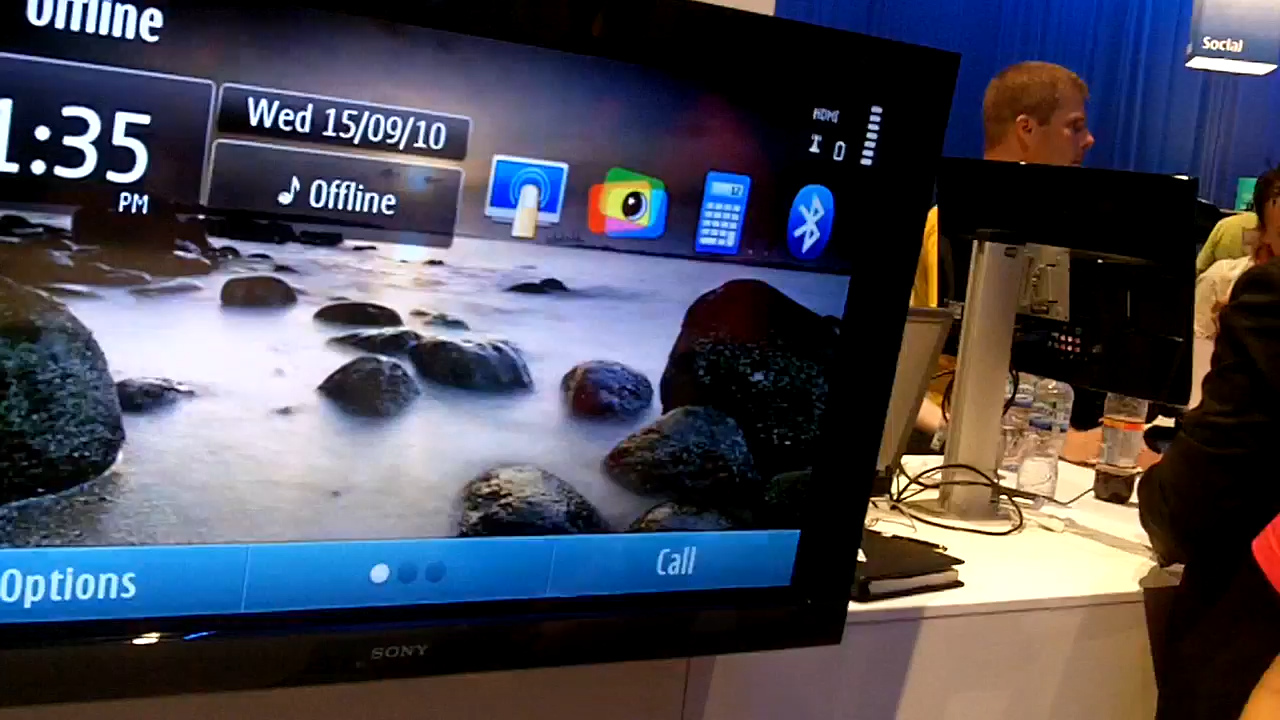 Offline
1:35
PM
Wed 15/09/10
Offline
HDMI
Social
Options
Call
SONY